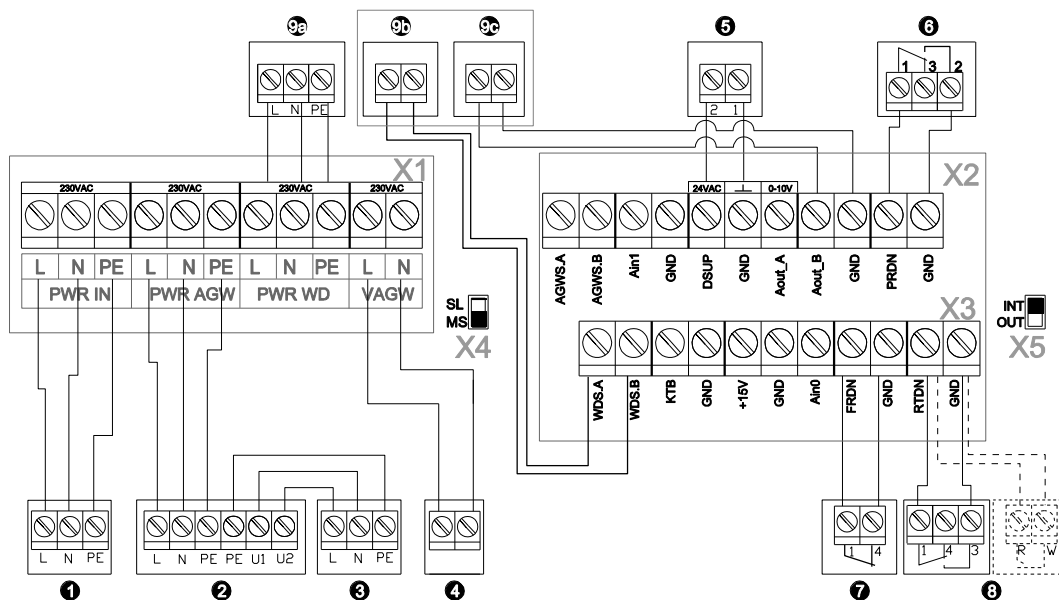 9a 9b 9c 5 6
1 3 2
2 1
L N PE
X1 X2
230VAC 230VAC 230VAC 230VAC
24VAC ⊥ 0-10V
L N PE L N PE L N PE L N
PWR IN PWR AGW PWR WD VAGW
AGWS.A AGWS.B Ain1 GND DSUP GND Aout_A Aout_B GND PRDN GND
SL
MS
X4
X3
INT
OUT
X5
WDS.A WDS.B KTB GND +15V GND Ain0 FRDN GND RTDN GND
L N PE
L N PE PE U1 U2
L N PE
1 4
1 4 3
R W
1 2 3 4 7 8